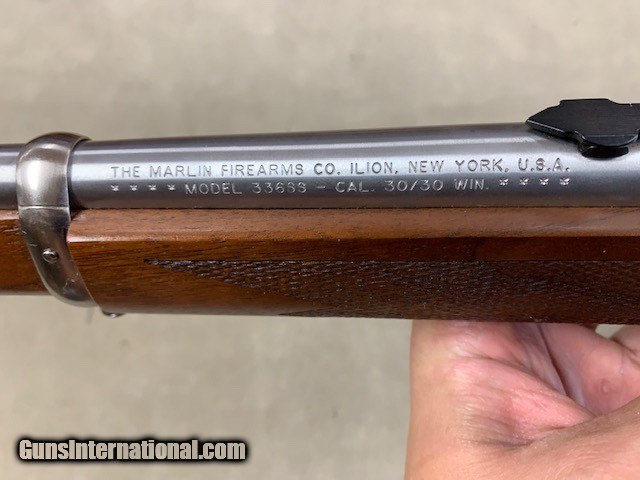 THE MARLIN FIREARMS CO. ILION, NEW YORK, U.S.A.
**** MODEL 336SS - CAL. 30/30 WIN. ****
GunsInternational.com